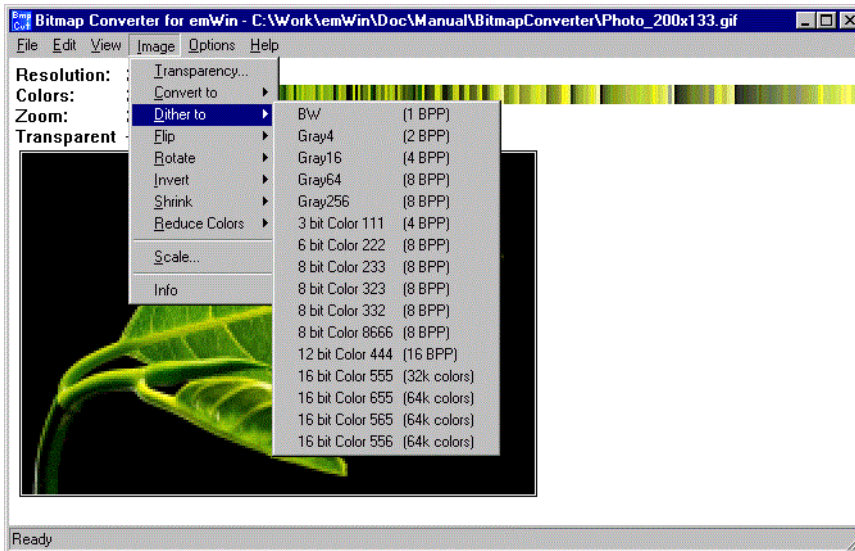 Bmp Cvt Bitmap Converter for emWin - C:\Work\emWin\Doc\Manual\BitmapConverter\Photo_200x133.gif
File Edit View Image Options Help
Resolution:
Colors:
Zoom:
Transparent -
Transparency...
Convert to
Dither to
Flip
Rotate
Invert
Shrink
Reduce Colors
Scale...
Info
BW (1 BPP)
Gray4 (2 BPP)
Gray16 (4 BPP)
Gray64 (8 BPP)
Gray256 (8 BPP)
3 bit Color 111 (4 BPP)
6 bit Color 222 (8 BPP)
8 bit Color 233 (8 BPP)
8 bit Color 323 (8 BPP)
8 bit Color 332 (8 BPP)
8 bit Color 8666 (8 BPP)
12 bit Color 444 (16 BPP)
16 bit Color 555 (32k colors)
16 bit Color 655 (64k colors)
16 bit Color 565 (64k colors)
16 bit Color 556 (64k colors)
Ready